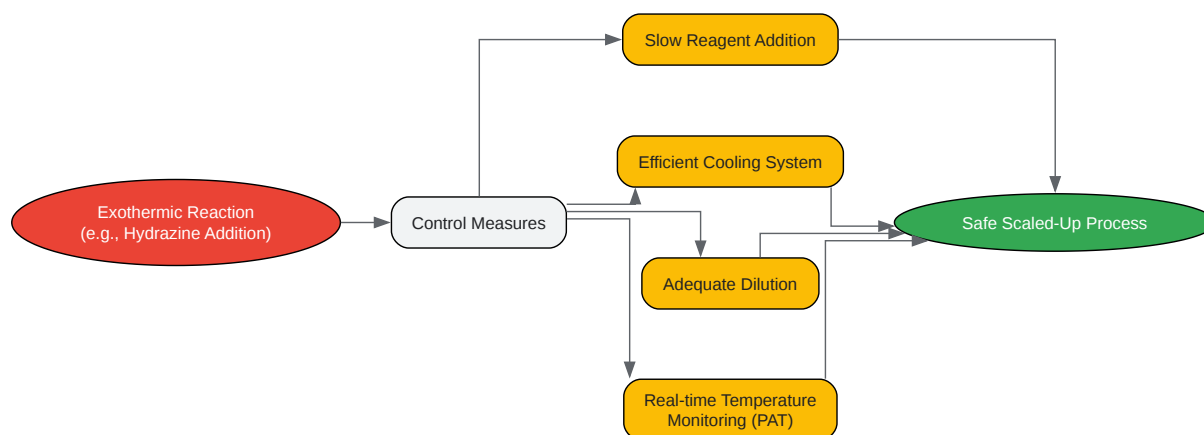 Slow Reagent Addition
Efficient Cooling System
Exothermic Reaction
(e.g., Hydrazine Addition)
Control Measures
Safe Scaled-Up Process
Adequate Dilution
Real-time Temperature
Monitoring (PAT)